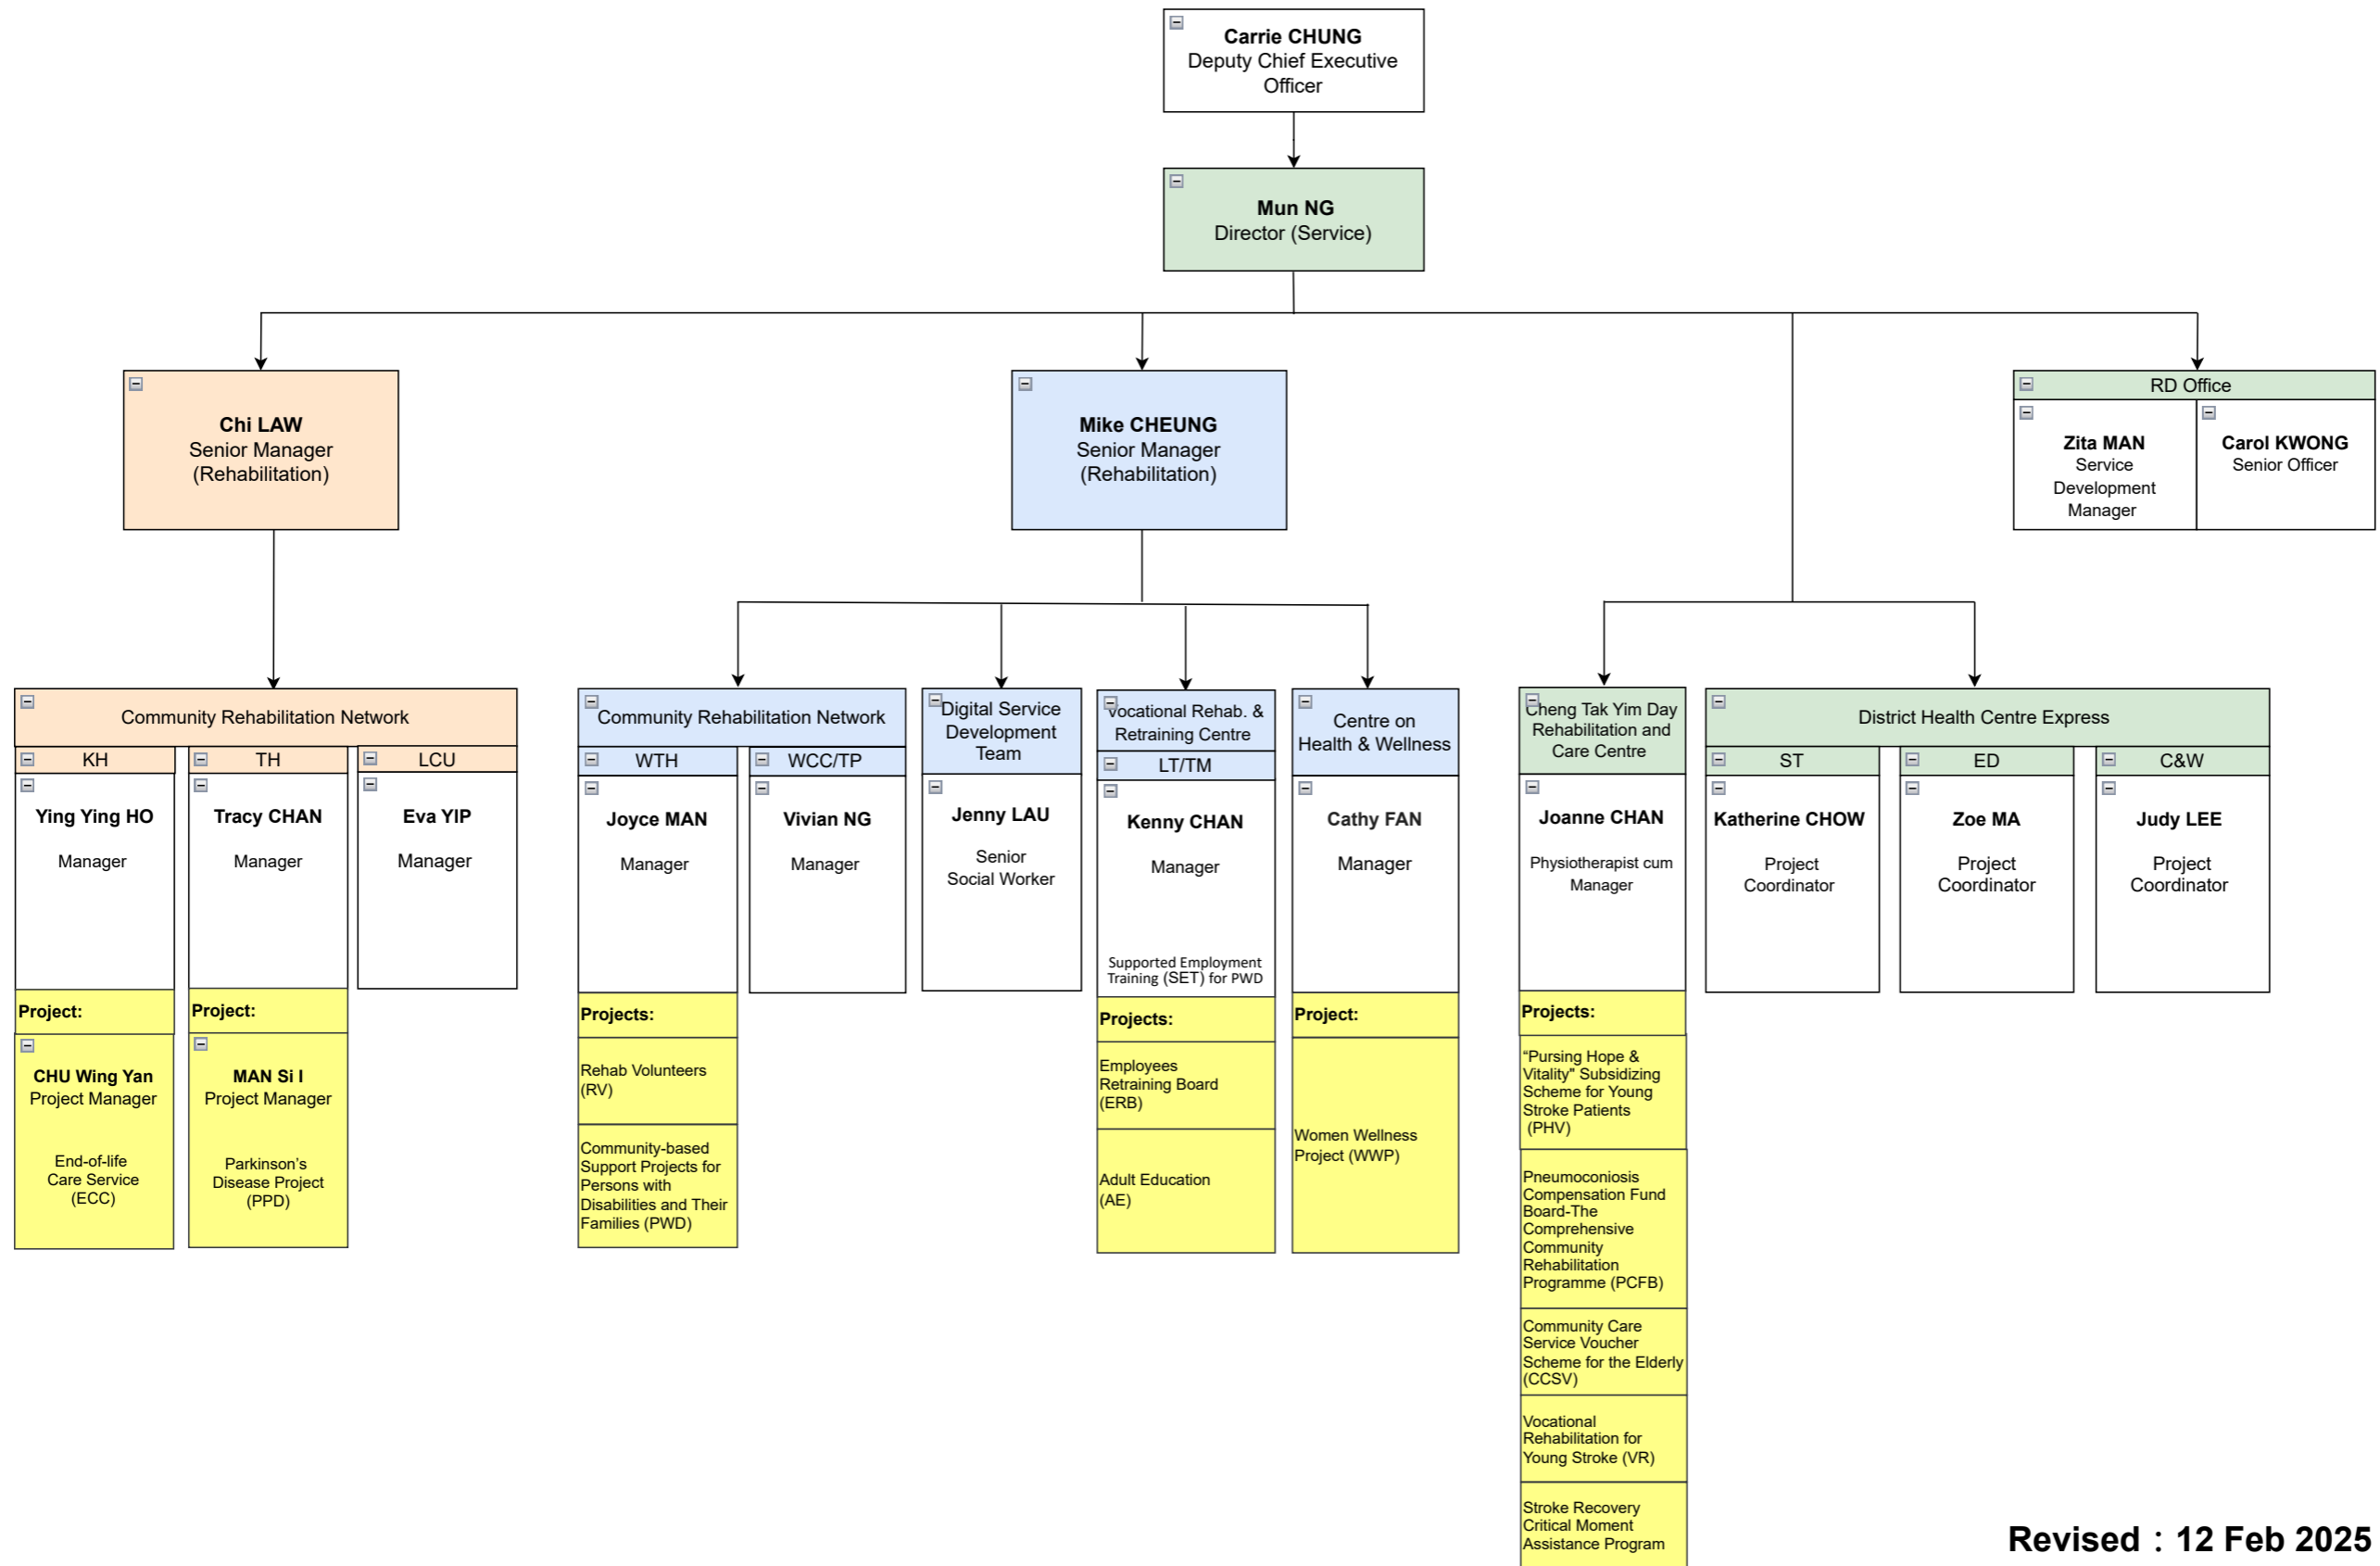 Carrie CHUNG
Deputy Chief Executive
Officer
Mun NG
Director (Service)
Chi LAW
Senior Manager
(Rehabilitation)
Mike CHEUNG
Senior Manager
(Rehabilitation)
RD Office
Zita MAN
Service
Development
Manager
Carol KWONG
Senior Officer
Community Rehabilitation Network
KH
Ying Ying HO
Manager
Project:
CHU Wing Yan
Project Manager
End-of-life
Care Service
(ECC)
TH
Tracy CHAN
Manager
Project:
MAN Si I
Project Manager
Parkinson's
Disease Project
(PPD)
LCU
Eva YIP
Manager
Community Rehabilitation Network
WTH
Joyce MAN
Manager
Projects:
Rehab Volunteers
(RV)
Community-based
Support Projects for
Persons with
Disabilities and Their
Families (PWD)
WCC/TP
Vivian NG
Manager
Digital Service
Development
Team
Jenny LAU
Senior
Social Worker
Vocational Rehab. &
Retraining Centre
LT/TM
Kenny CHAN
Manager
Supported Employment
Training (SET) for PWD
Projects:
Employees
Retraining Board
(ERB)
Adult Education
(AE)
Centre on
Health & Wellness
Cathy FAN
Manager
Project:
Women Wellness
Project (WWP)
Cheng Tak Yim Day
Rehabilitation and
Care Centre
Joanne CHAN
Physiotherapist cum
Manager
Projects:
“Pursing Hope &
Vitality" Subsidizing
Scheme for Young
Stroke Patients
(PHV)
Pneumoconiosis
Compensation Fund
Board-The
Comprehensive
Community
Rehabilitation
Programme (PCFB)
Community Care
Service Voucher
Scheme for the Elderly
(CCSV)
Vocational
Rehabilitation for
Young Stroke (VR)
Stroke Recovery
Critical Moment
Assistance Program
District Health Centre Express
ST
Katherine CHOW
Project
Coordinator
ED
Zoe MA
Project
Coordinator
C&W
Judy LEE
Project
Coordinator
Revised：12 Feb 2025